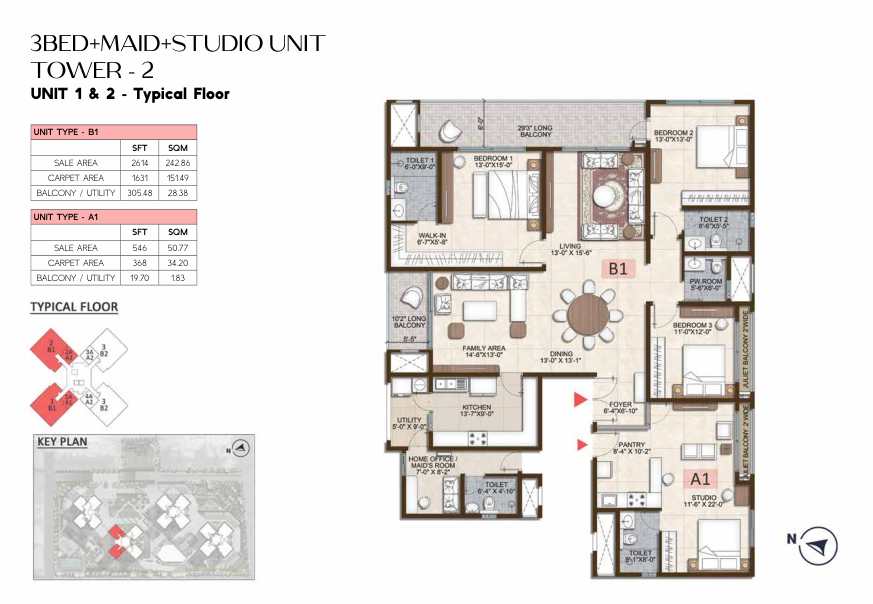 3BED+MAID+STUDIO UNIT
TOWER - 2
UNIT 1 & 2 - Typical Floor
UNIT TYPE - B1
SFT SQM
SALE AREA 2614 242.86
CARPET AREA 1631 151.49
BALCONY / UTILITY 305.48 28.38
UNIT TYPE - A1
SFT SQM
SALE AREA 546 50.77
CARPET AREA 368 34.20
BALCONY / UTILITY 19.70 1.83
TYPICAL FLOOR
2
B1
2A
A1
3A
A2
3
B2
1
B1
1A
A1
4A
A2
3
B2
KEY PLAN
N
6'-0"
29'3" LONG
BALCONY
BEDROOM 2
13'-0"X13'-0"
TOILET 1
6'-0"X9'-0"
BEDROOM 1
13'-0"X15'-0"
TOILET 2
8'-6"X5'-5"
WALK-IN
6'-7"X5'-8"
LIVING
13'-0" X 15'-6"
B1
PW.ROOM
5'-6"X6'-0"
10'2" LONG
BALCONY
5'-5"
FAMILY AREA
14'-8"X13'-0"
DINING
13'-0" X 13'-1"
BEDROOM 3
11'-0"X12'-0"
JULIET BALCONY 2'WIDE
KITCHEN
13'-7"X9'-0"
FOYER
6'-4"X6'-10"
UTILITY
5'-0" X 9'-0"
PANTRY
8'-4" X 10'-2"
JULIET BALCONY 2'WIDE
HOME OFFICE /
MAID'S ROOM
7'-0" X 8'-2"
TOILET
6'-4" X 4'-10"
A1
STUDIO
11'-6" X 22'-0"
TOILET
5'-1"X8'-0"
N